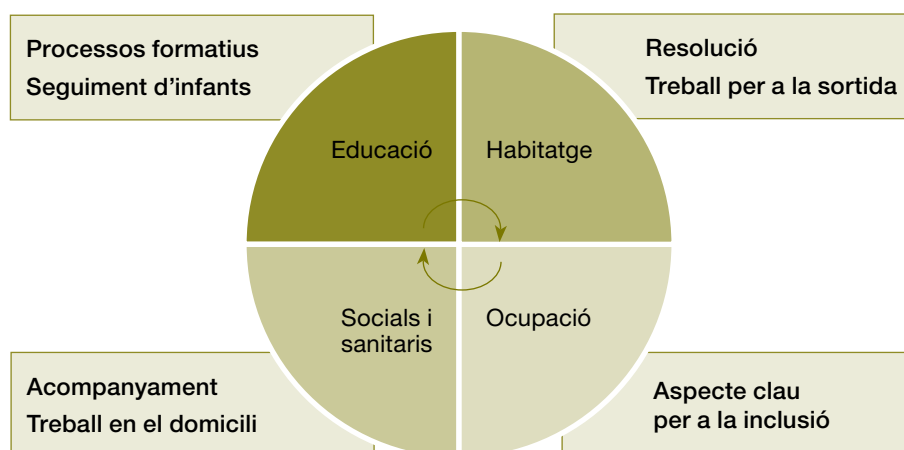 Processos formatius
Seguiment d’infants
Resolució
Treball per a la sortida
Educació
Habitatge
Socials i
sanitaris
Ocupació
Acompanyament
Treball en el domicili
Aspecte clau
per a la inclusió